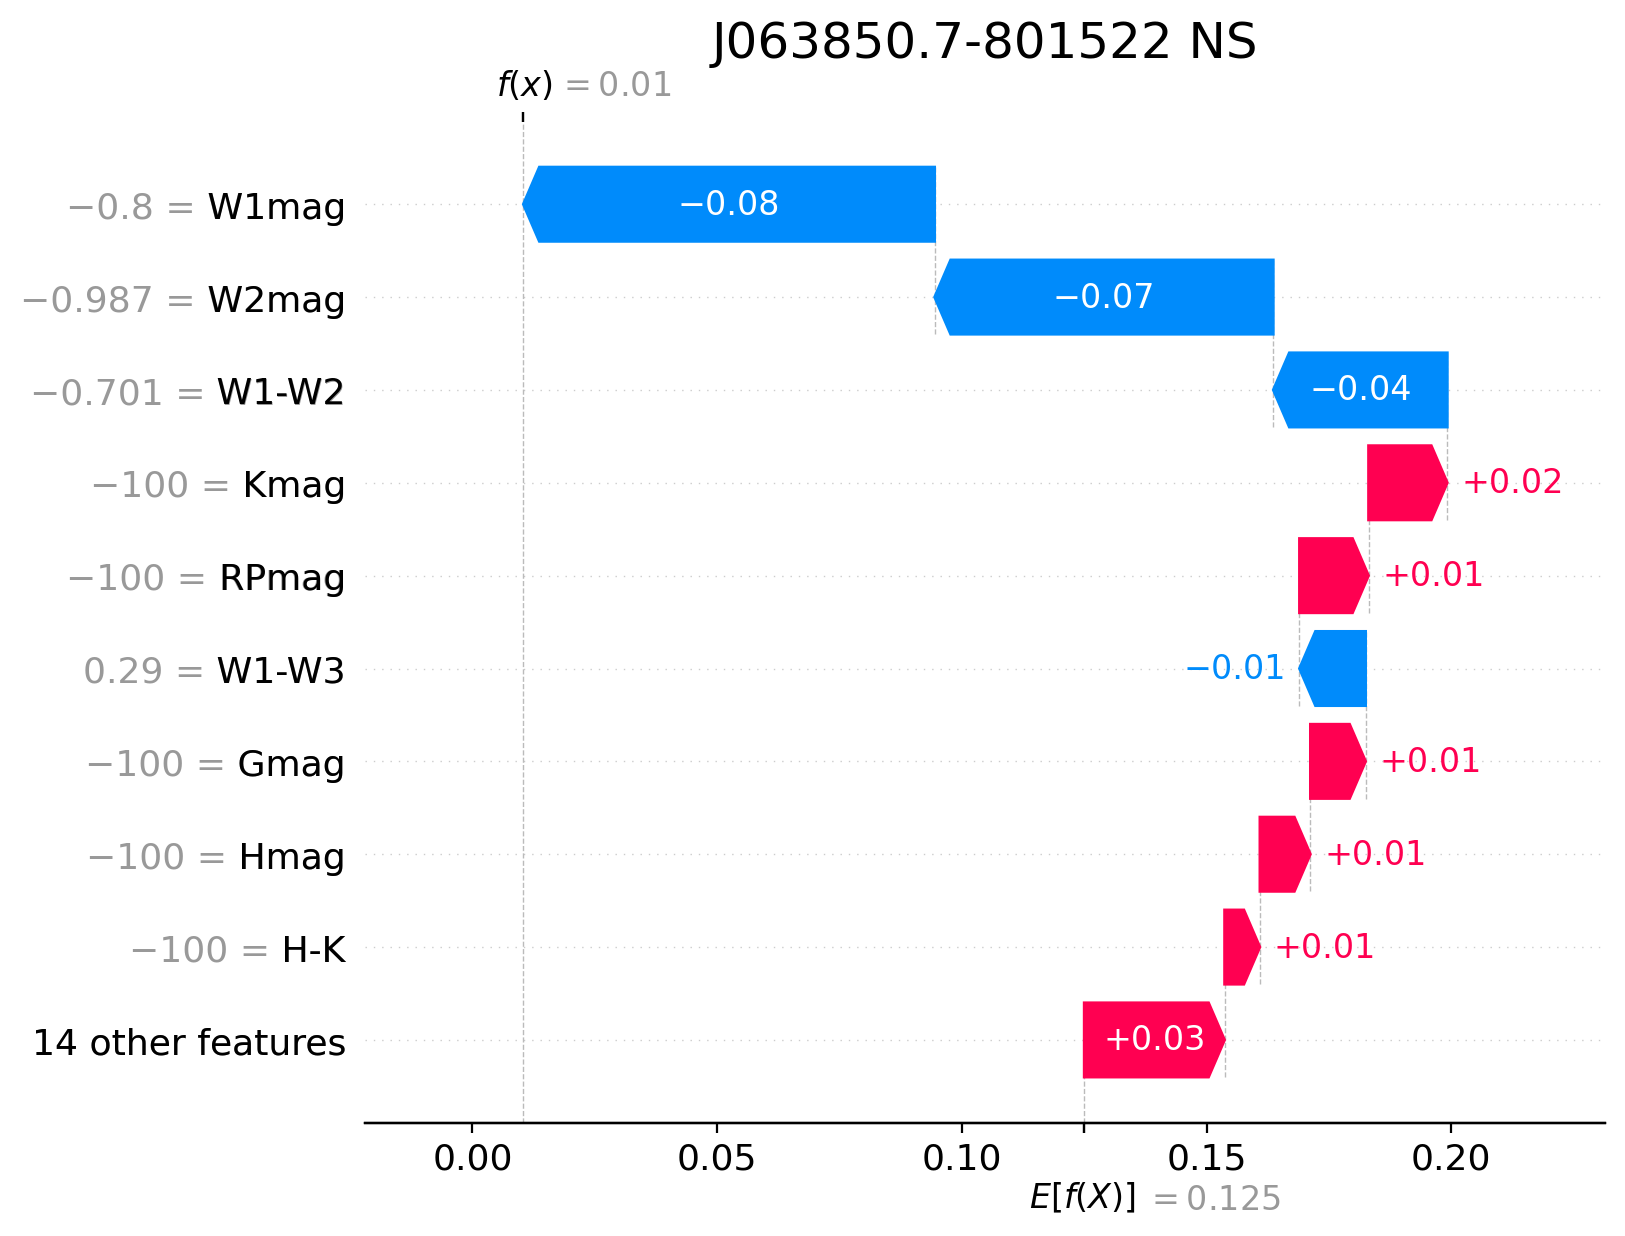 J063850.7-801522 NS
f(x) = 0.01
−0.8 = W1mag
−0.08
−0.987 = W2mag
−0.07
−0.701 = W1-W2
−0.04
−100 = Kmag
+0.02
−100 = RPmag
+0.01
0.29 = W1-W3
−0.01
−100 = Gmag
+0.01
−100 = Hmag
+0.01
−100 = H-K
+0.01
14 other features
+0.03
0.00 0.05 0.10 0.15 0.20
E[f(X)] = 0.125